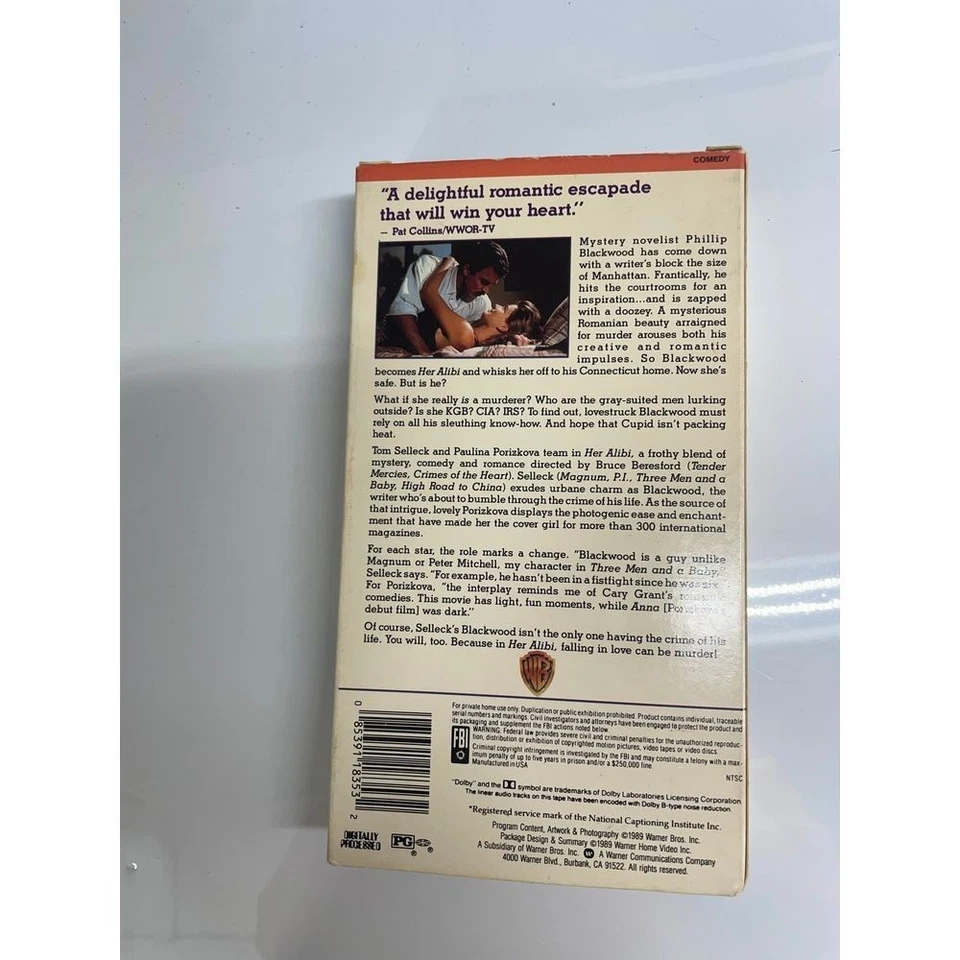 COMEDY
"A delightful romantic escapade
that will win your heart."
— Pat Collins/WWOR-TV
Mystery novelist Phillip
Blackwood has come down
with a writer's block the size
of Manhattan. Frantically, he
hits the courtrooms for an
inspiration...and is zapped
with a doozey. A mysterious
Romanian beauty arraigned
for murder arouses both his
creative and romantic
impulses. So Blackwood
becomes Her Alibi and whisks her off to his Connecticut home. Now she's
safe. But is he?
What if she really is a murderer? Who are the gray-suited men lurking
outside? Is she KGB? CIA? IRS? To find out, lovestruck Blackwood must
rely on all his sleuthing know-how. And hope that Cupid isn't packing
heat.
Tom Selleck and Paulina Porizkova team in Her Alibi, a frothy blend of
mystery, comedy and romance directed by Bruce Beresford (Tender
Mercies, Crimes of the Heart). Selleck (Magnum, P.I., Three Men and a
Baby, High Road to China) exudes urbane charm as Blackwood, the
writer who's about to bumble through the crime of his life. As the source of
that intrigue, lovely Porizkova displays the photogenic ease and enchant-
ment that have made her the cover girl for more than 300 international
magazines.
For each star, the role marks a change. "Blackwood is a guy unlike
Magnum or Peter Mitchell, my character in Three Men and a Baby,"
Selleck says. "For example, he hasn't been in a fistfight since he was six."
For Porizkova, "the interplay reminds me of Cary Grant's romantic
comedies. This movie has light, fun moments, while Anna [Porizkova's
debut film] was dark."
Of course, Selleck's Blackwood isn't the only one having the crime of his
life. You will, too. Because in Her Alibi, falling in love can be murder!
WB
For private home use only. Duplication or public exhibition prohibited. Product contains individual, traceable
serial numbers and markings. Civil investigators and attorneys have been engaged to protect the product and
its packaging and supplement the FBI actions noted below.
FBI
WARNING: Federal law provides severe civil and criminal penalties for the unauthorized reproduc-
tion, distribution or exhibition of copyrighted motion pictures, video tapes or video discs.
Criminal copyright infringement is investigated by the FBI and may constitute a felony with a max-
imum penalty of up to five years in prison and/or a $250,000 fine.
Manufactured in USA
NTSC
"Dolby" and the DD symbol are trademarks of Dolby Laboratories Licensing Corporation.
The linear audio tracks on this tape have been encoded with Dolby B-type noise reduction.
*Registered service mark of the National Captioning Institute Inc.
Program Content, Artwork & Photography ©1989 Warner Bros. Inc.
Package Design & Summary ©1989 Warner Home Video Inc.
A Subsidiary of Warner Bros. Inc. A Warner Communications Company
4000 Warner Blvd., Burbank, CA 91522. All rights reserved.
0 85391 18353 2
DIGITALLY
PROCESSED
PG
® ®